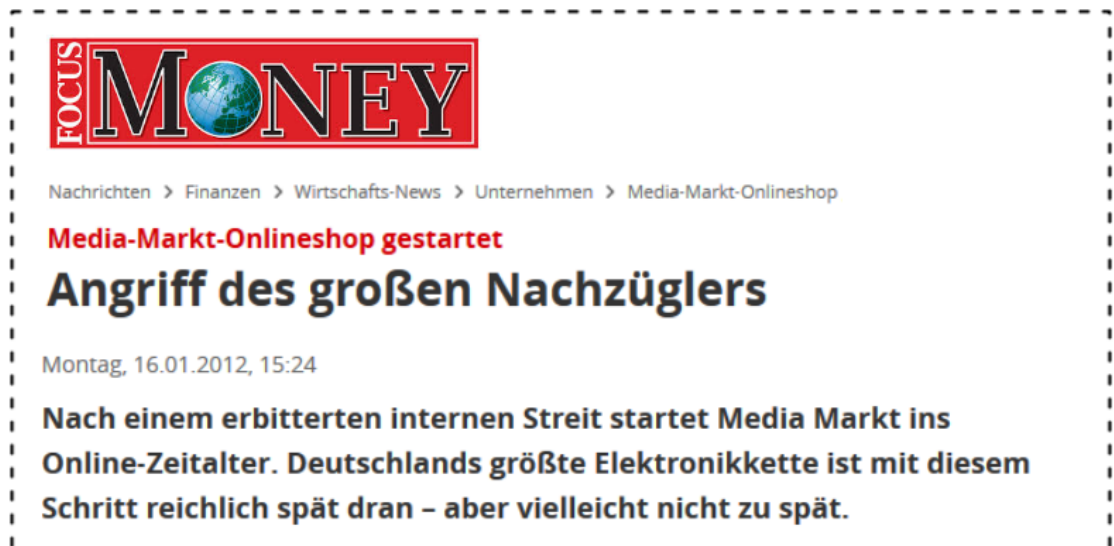 FOCUS MONEY
Nachrichten > Finanzen > Wirtschafts-News > Unternehmen > Media-Markt-Onlineshop
Media-Markt-Onlineshop gestartet
Angriff des großen Nachzüglers
Montag, 16.01.2012, 15:24
Nach einem erbitterten internen Streit startet Media Markt ins
Online-Zeitalter. Deutschlands größte Elektronikkette ist mit diesem
Schritt reichlich spät dran – aber vielleicht nicht zu spät.